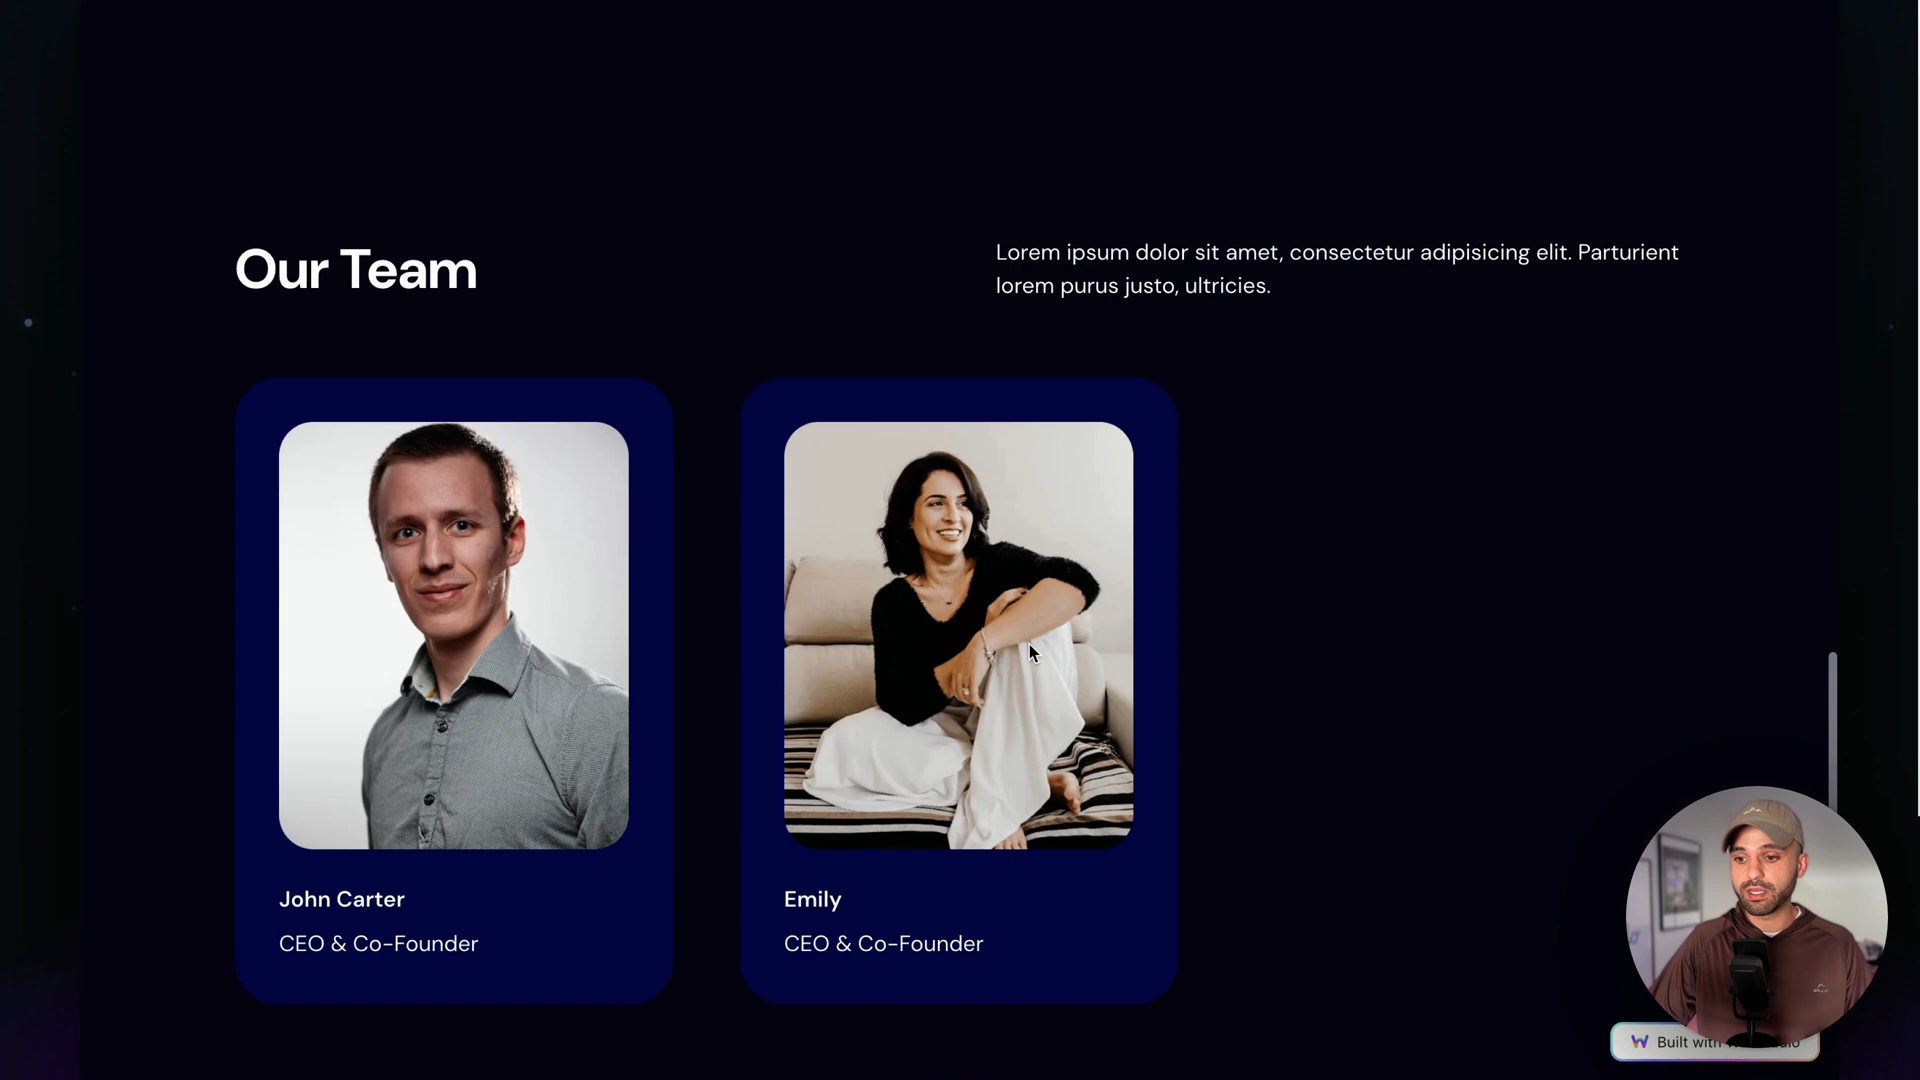 Our Team
Lorem ipsum dolor sit amet, consectetur adipisicing elit. Parturient
lorem purus justo, ultricies.
John Carter
CEO & Co-Founder
Emily
CEO & Co-Founder
Built with